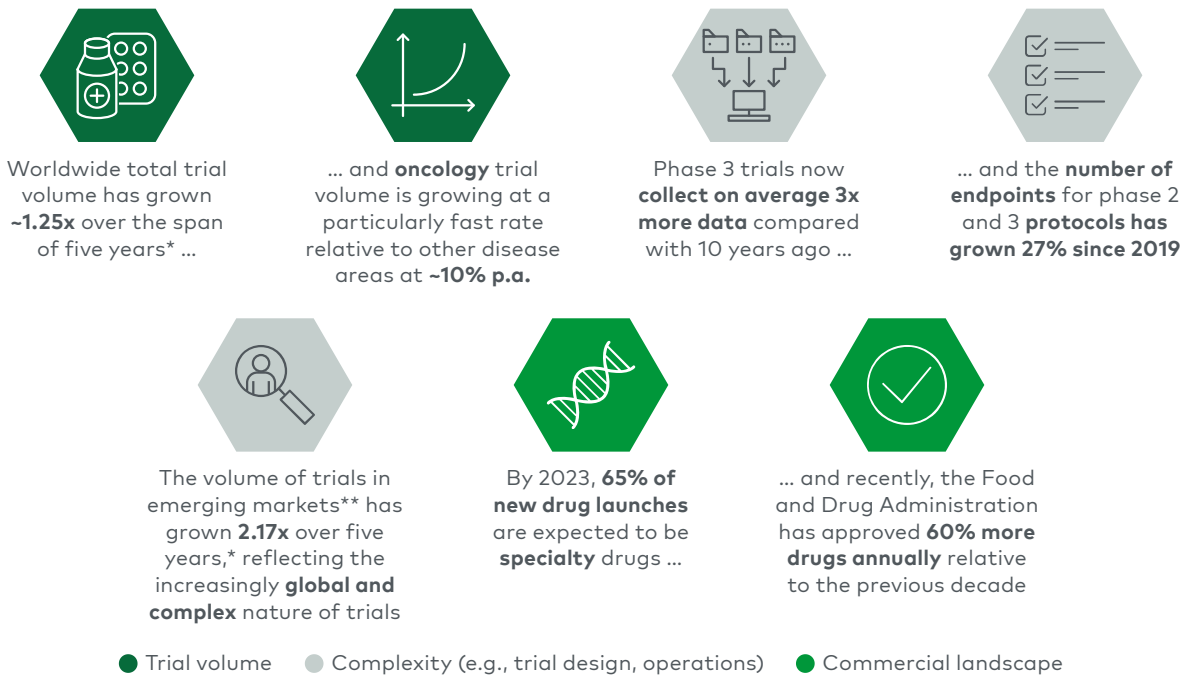 Worldwide total trial
volume has grown
~1.25x over the span
of five years* ...
... and oncology trial
volume is growing at a
particularly fast rate
relative to other disease
areas at ~10% p.a.
Phase 3 trials now
collect on average 3x
more data compared
with 10 years ago ...
... and the number of
endpoints for phase 2
and 3 protocols has
grown 27% since 2019
The volume of trials in
emerging markets** has
grown 2.17x over five
years,* reflecting the
increasingly global and
complex nature of trials
By 2023, 65% of
new drug launches
are expected to be
specialty drugs ...
... and recently, the Food
and Drug Administration
has approved 60% more
drugs annually relative
to the previous decade
Trial volume
Complexity (e.g., trial design, operations)
Commercial landscape